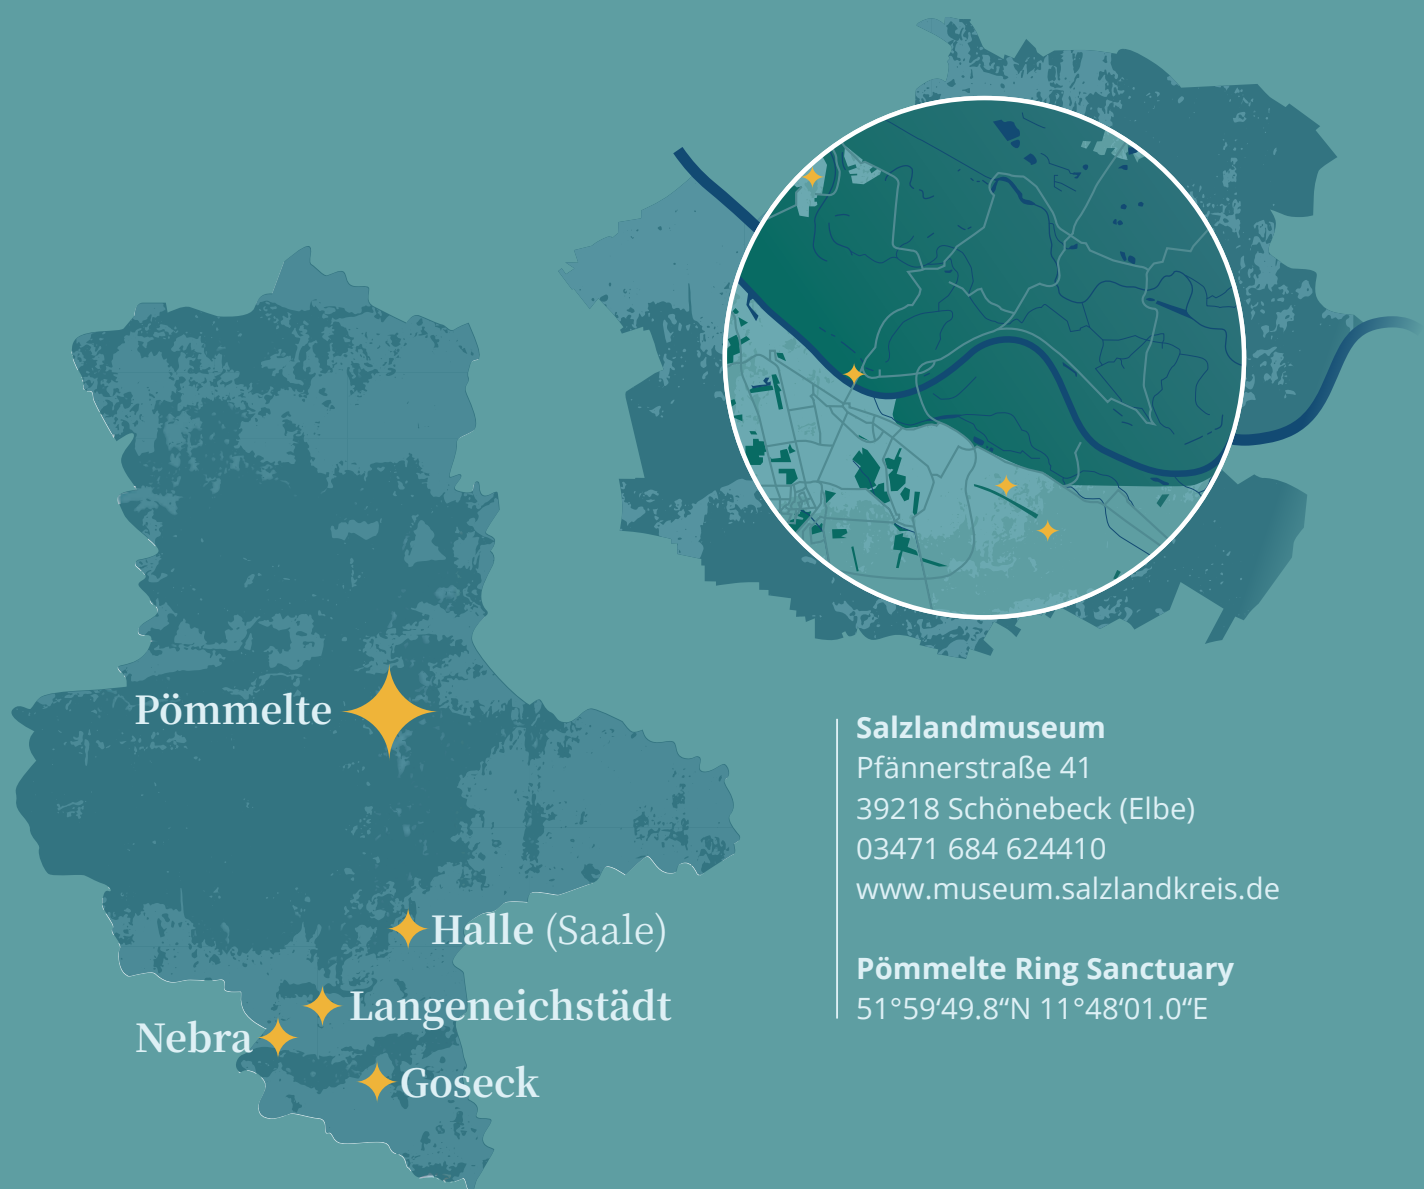 Pömmelte
Halle (Saale)
Langeneichstädt
Nebra
Goseck
Salzlandmuseum
Pfännerstraße 41
39218 Schönebeck (Elbe)
03471 684 624410
www.museum.salzlandkreis.de
Pömmelte Ring Sanctuary
51°59‘49.8“N 11°48‘01.0“E